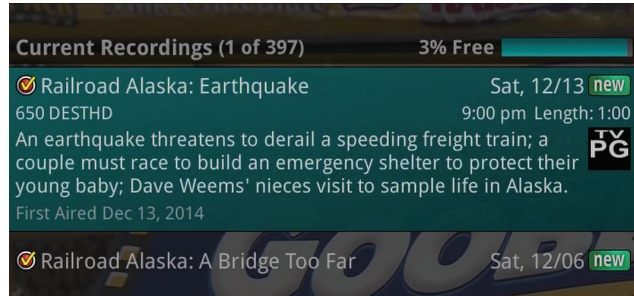 Current Recordings (1 of 397) 3% Free
Railroad Alaska: Earthquake Sat, 12/13 new
650 DESTHD 9:00 pm Length: 1:00
An earthquake threatens to derail a speeding freight train; a
couple must race to build an emergency shelter to protect their
young baby; Dave Weems' nieces visit to sample life in Alaska.
TV
PG
First Aired Dec 13, 2014
Railroad Alaska: A Bridge Too Far Sat, 12/06 new